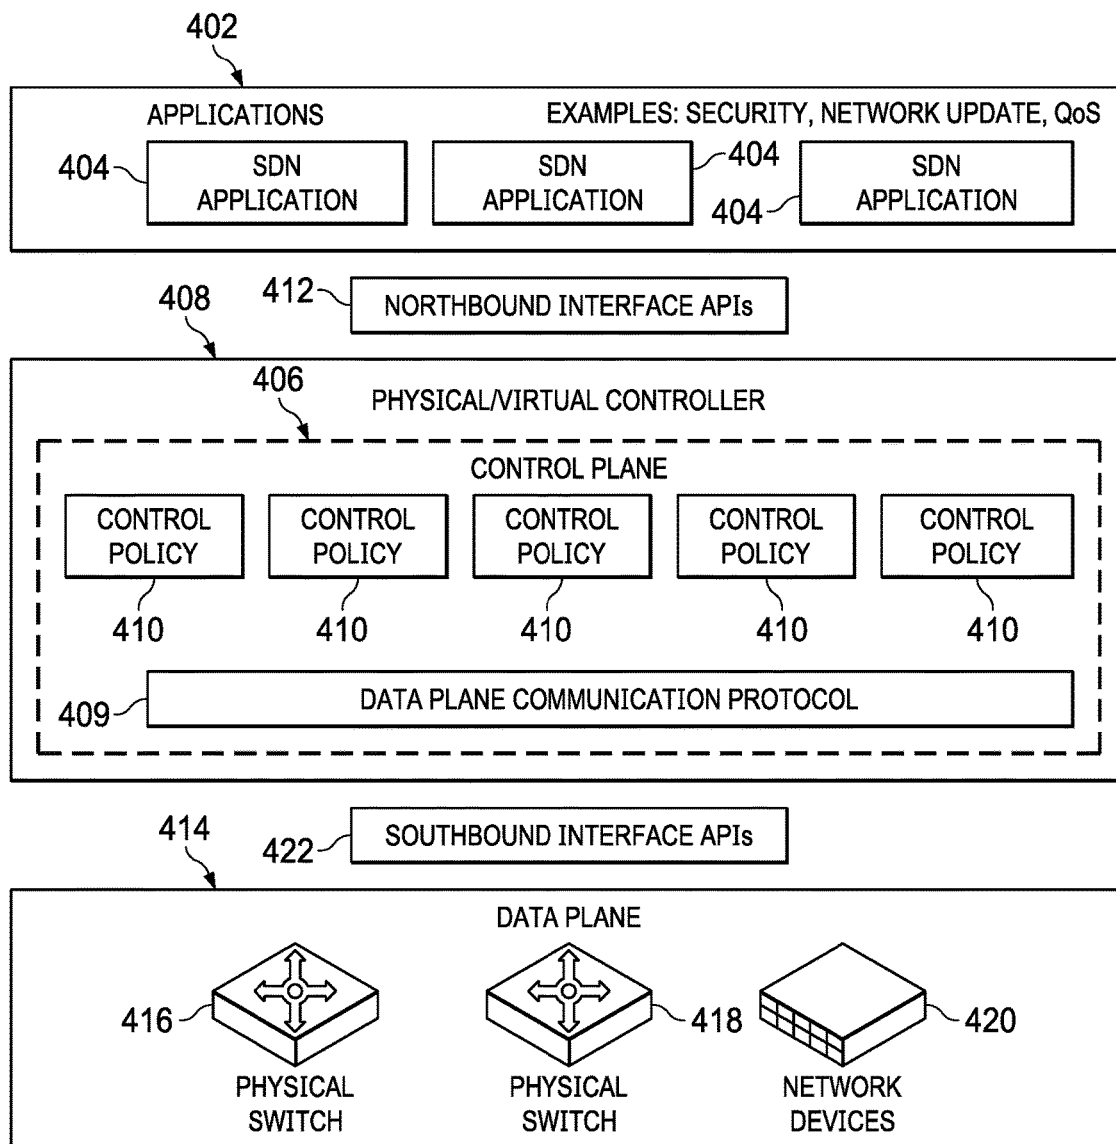 402
APPLICATIONS EXAMPLES: SECURITY, NETWORK UPDATE, QoS
404 SDN APPLICATION
SDN APPLICATION 404
404 SDN APPLICATION
412 NORTHBOUND INTERFACE APIs
408
406
PHYSICAL/VIRTUAL CONTROLLER
CONTROL PLANE
CONTROL CONTROL CONTROL CONTROL CONTROL
POLICY POLICY POLICY POLICY POLICY
410 410 410 410 410
409 DATA PLANE COMMUNICATION PROTOCOL
414
422 SOUTHBOUND INTERFACE APIs
DATA PLANE
416 418 420
PHYSICAL PHYSICAL NETWORK
SWITCH SWITCH DEVICES